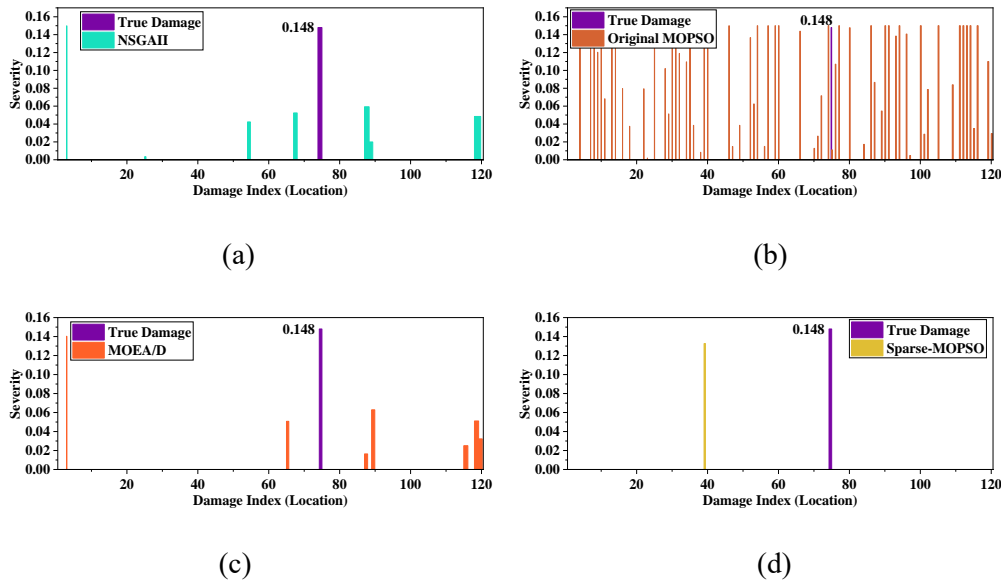 0.16
0.14
0.12
0.10
0.08
0.06
0.04
0.02
0.00
Severity
True Damage
NSGAII
0.148
20 40 60 80 100 120
Damage Index (Location)
(a)
0.16
0.14
0.12
0.10
0.08
0.06
0.04
0.02
0.00
Severity
True Damage
Original MOPSO
0.148
20 40 60 80 100 120
Damage Index (Location)
(b)
0.16
0.14
0.12
0.10
0.08
0.06
0.04
0.02
0.00
Severity
True Damage
MOEA/D
0.148
20 40 60 80 100 120
Damage Index (Location)
(c)
0.16
0.14
0.12
0.10
0.08
0.06
0.04
0.02
0.00
Severity
0.148
True Damage
Sparse-MOPSO
20 40 60 80 100 120
Damage Index (Location)
(d)